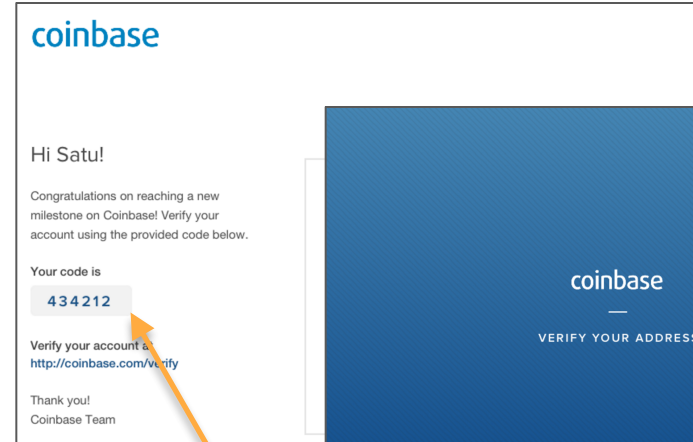 coinbase
Hi Satu!
Congratulations on reaching a new
milestone on Coinbase! Verify your
account using the provided code below.
Your code is
434212
Verify your account
http://coinbase.com/verify
Thank you!
Coinbase Team
coinbase
VERIFY YOUR ADDRESS